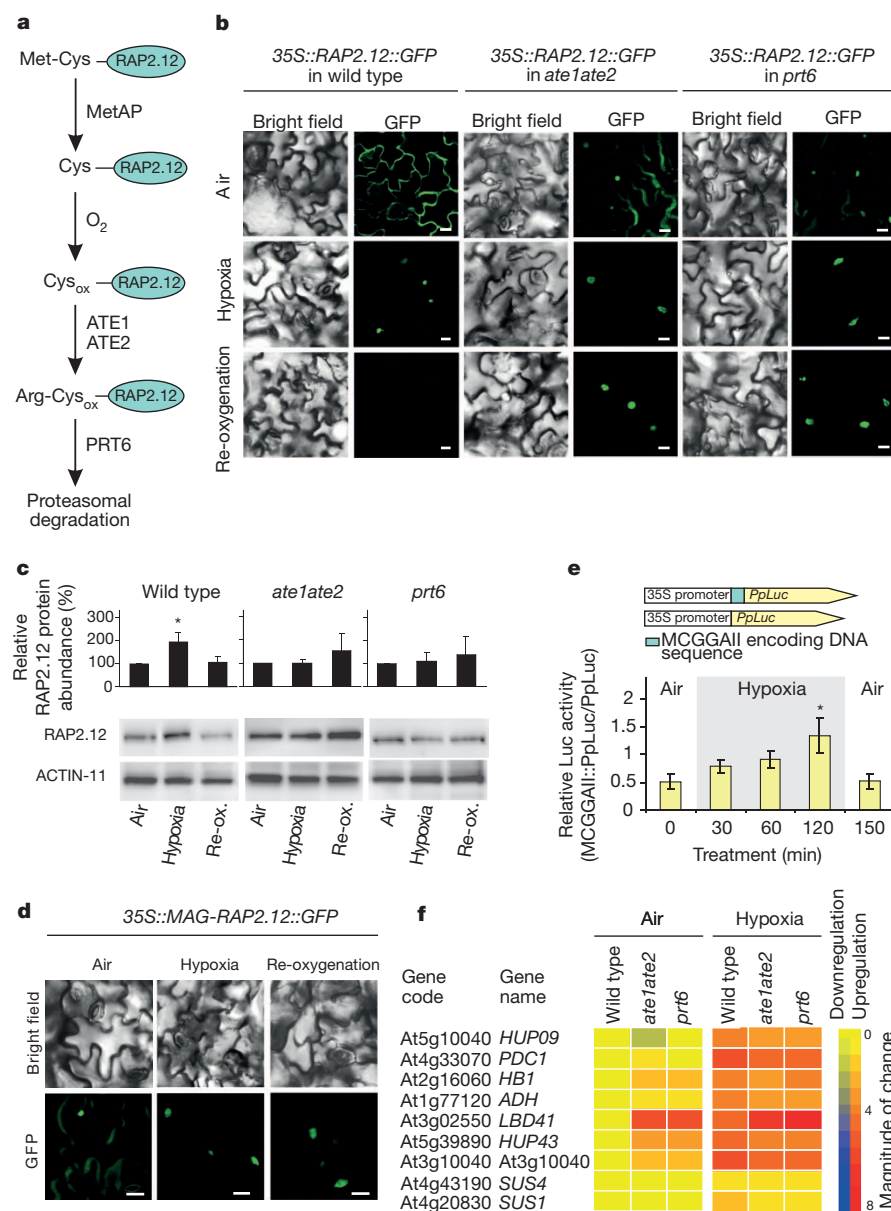 a
Met-Cys RAP2.12
MetAP
Cys RAP2.12
O2
Cysox RAP2.12
ATE1
ATE2
Arg-Cysox RAP2.12
PRT6
Proteasomal
degradation
b
35S::RAP2.12::GFP
in wild type
35S::RAP2.12::GFP
in ate1ate2
35S::RAP2.12::GFP
in prt6
Bright field GFP Bright field GFP Bright field GFP
Air
Hypoxia
Re-oxygenation
c
Wild type ate1ate2 prt6
Relative
RAP2.12 protein
abundance (%)
300
200
100
0
*
RAP2.12
ACTIN-11
Air Hypoxia Re-ox. Air Hypoxia Re-ox. Air Hypoxia Re-ox.
e
35S promoter PpLuc
35S promoter PpLuc
MCGGAII encoding DNA
sequence
Relative Luc activity
(MCGGAII::PpLuc/PpLuc)
2
1.5
1
0.5
0
Air Hypoxia Air
*
0 30 60 120 150
Treatment (min)
d
35S::MAG-RAP2.12::GFP
Air Hypoxia Re-oxygenation
Bright field
GFP
f
Air Hypoxia
Gene
code
Gene
name
Wild type ate1ate2 prt6 Wild type ate1ate2 prt6
Downregulation
Upregulation
At5g10040 HUP09
At4g33070 PDC1
At2g16060 HB1
At1g77120 ADH
At3g02550 LBD41
At5g39890 HUP43
At3g10040 At3g10040
At4g43190 SUS4
At4g20830 SUS1
0
4
8
Magnitude of change